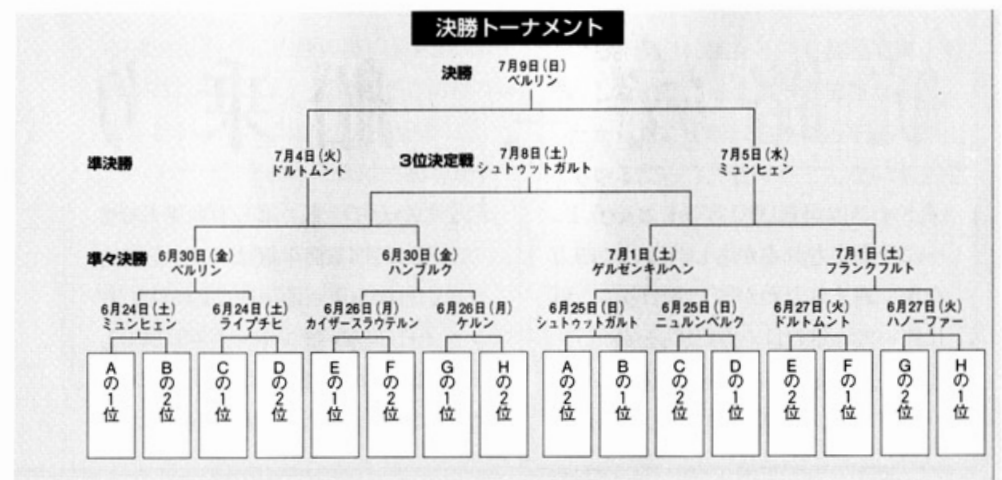 決勝トーナメント
決勝
7月9日(日)
ベルリン
準決勝
7月4日(火)
ドルトムント
3位決定戦
7月8日(土)
シュトゥットガルト
7月5日(水)
ミュンヒェン
準々決勝
6月30日(金)
ベルリン
6月30日(金)
ハンブルク
7月1日(土)
ゲルゼンキルヘン
7月1日(土)
フランクフルト
6月24日(土)
ミュンヒェン
6月24日(土)
ライプチヒ
6月26日(月)
カイザースラウテルン
6月26日(月)
ケルン
6月25日(日)
シュトゥットガルト
6月25日(日)
ニュルンベルク
6月27日(火)
ドルトムント
6月27日(火)
ハノーファー
Aの1位
Bの2位
Cの1位
Dの2位
Eの1位
Fの2位
Gの1位
Hの2位
Aの2位
Bの1位
Cの2位
Dの1位
Eの2位
Fの1位
Gの2位
Hの1位